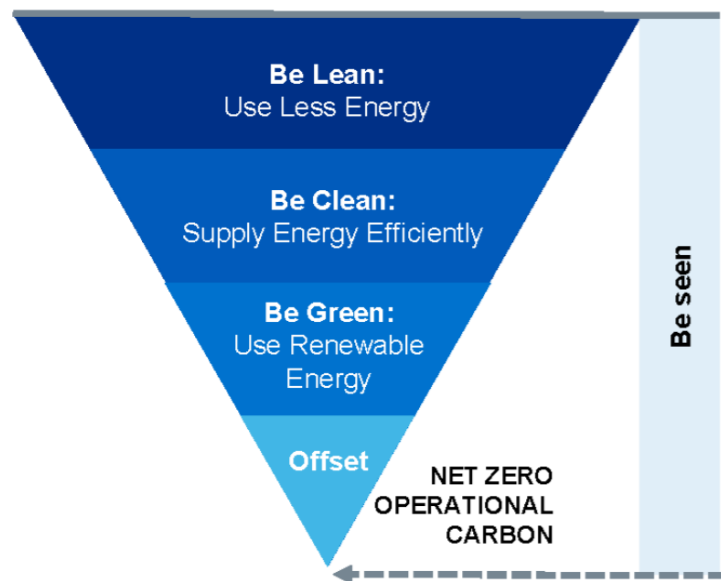 Be Lean:
Use Less Energy
Be Clean:
Supply Energy Efficiently
Be Green:
Use Renewable
Energy
Offset
NET ZERO
OPERATIONAL
CARBON
Be seen